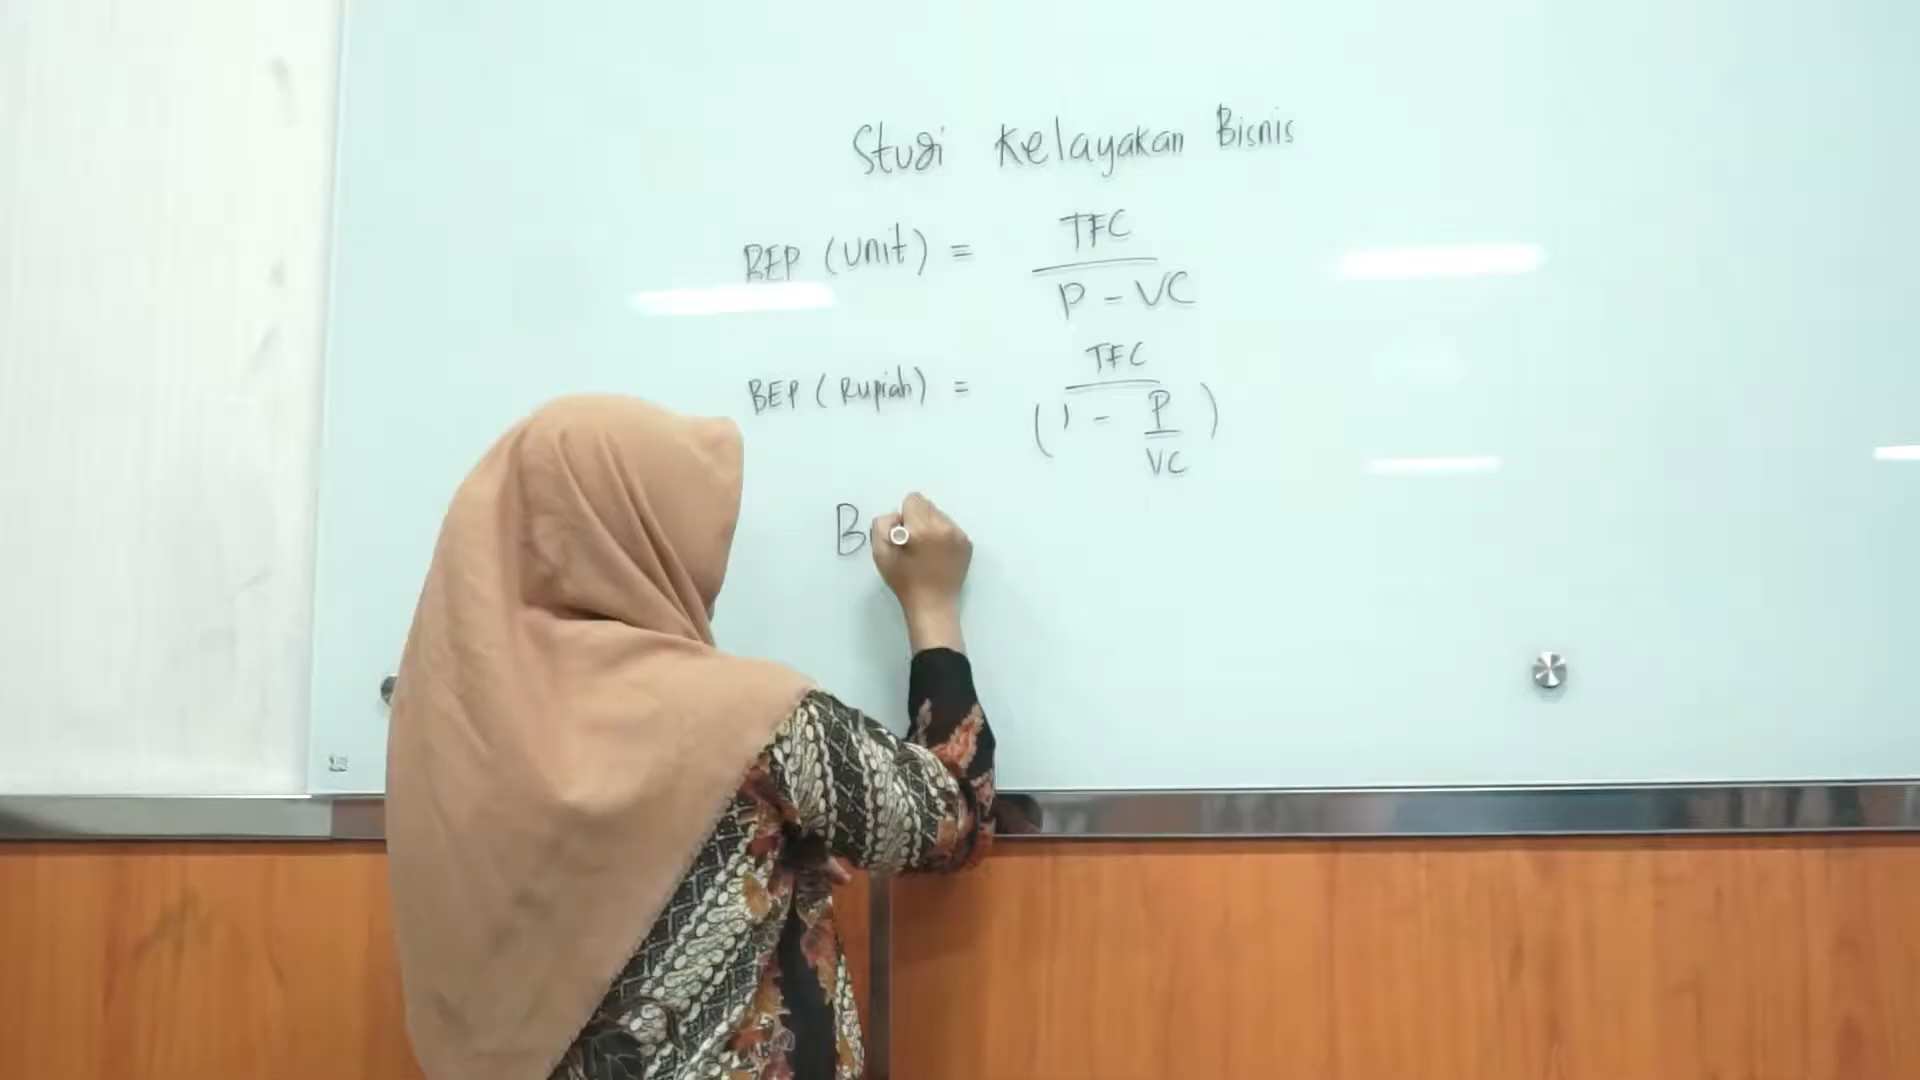 Studi Kelayakan Bisnis
BEP (Unit) = TFC / P - VC
BEP (Rupiah) = TFC / (1 - P / VC)
B